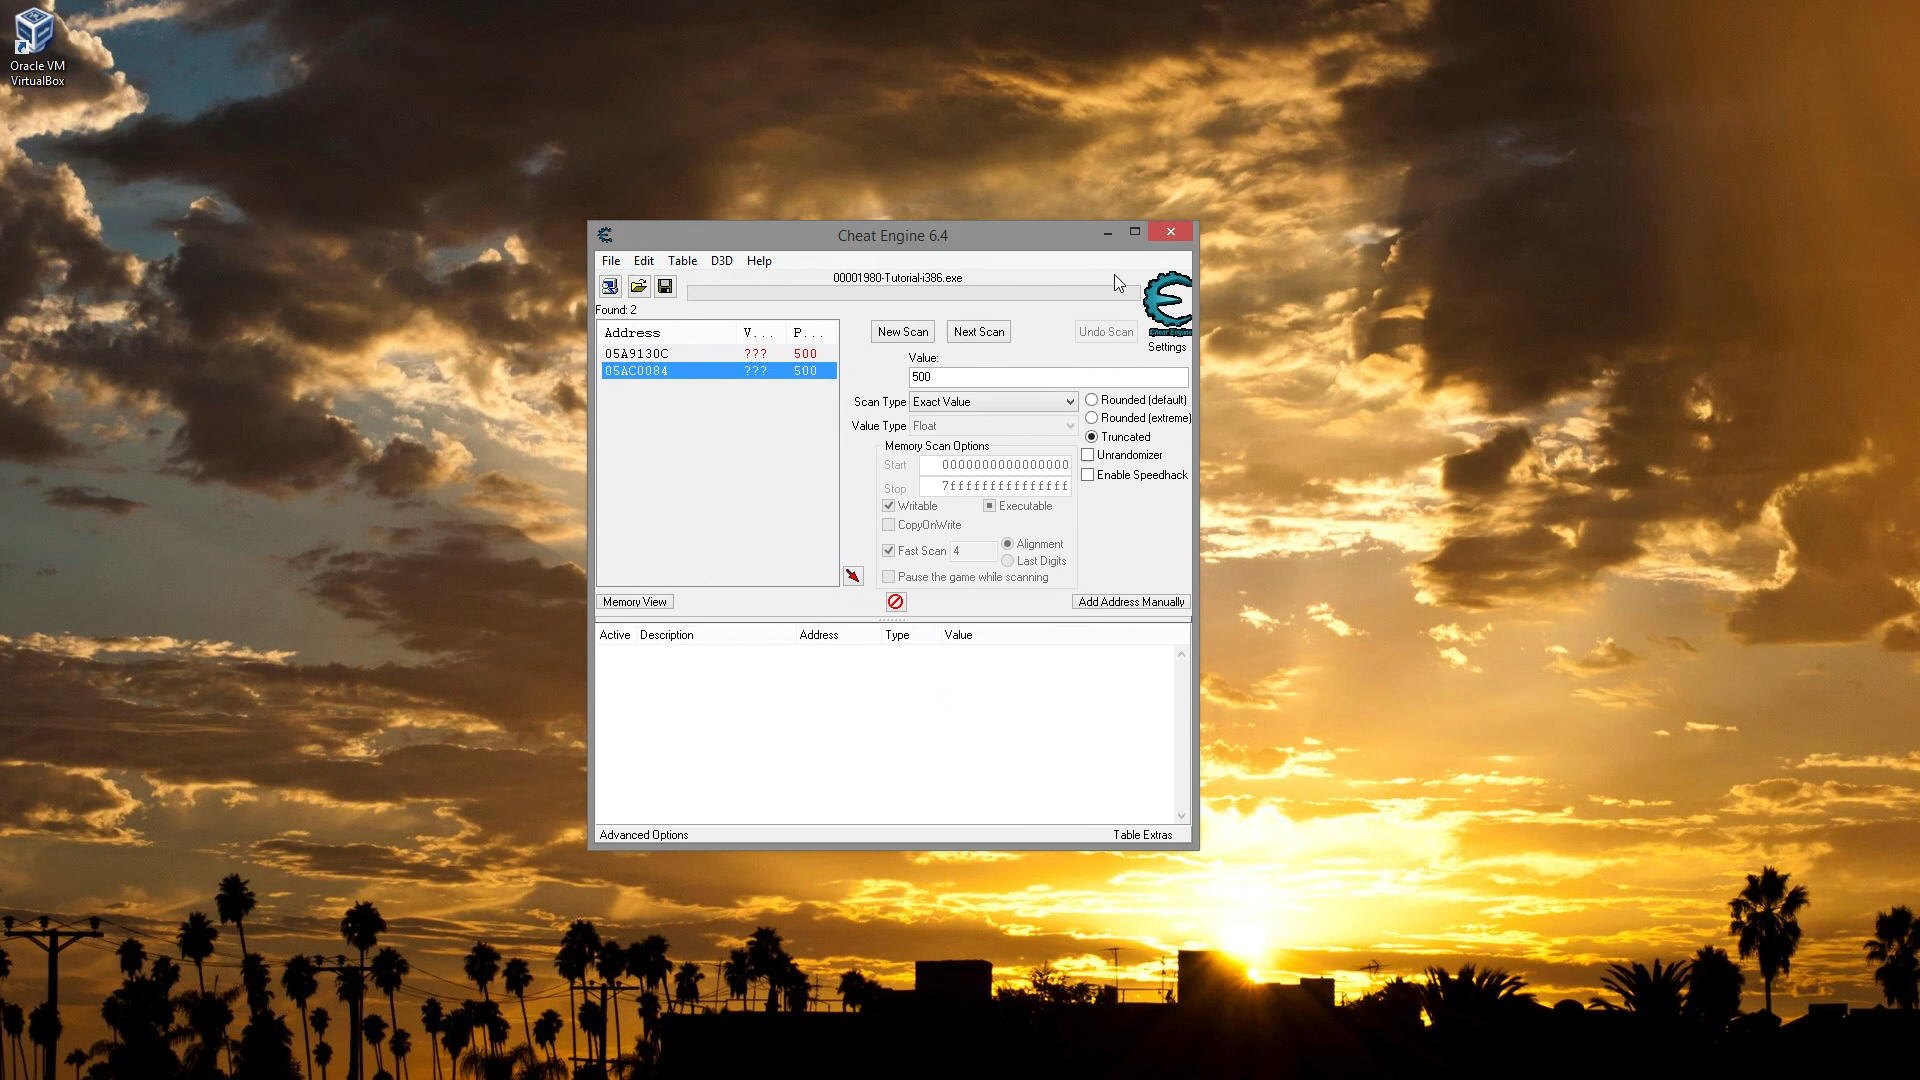 Oracle VM
VirtualBox
Cheat Engine 6.4
File Edit Table D3D Help
00001980-Tutorial-i386.exe
Found: 2
Address V... P...
05A9130C ??? 500
05AC0084 ??? 500
New Scan Next Scan Undo Scan
Cheat Engine
Settings
Value:
500
Scan Type Exact Value
Value Type Float
Rounded (default)
Rounded (extreme)
Truncated
Unrandomizer
Enable Speedhack
Memory Scan Options
Start 0000000000000000
Stop 7fffffffffffffff
Writable Executable
CopyOnWrite
Fast Scan 4 Alignment
Last Digits
Pause the game while scanning
Memory View Add Address Manually
Active Description Address Type Value
Advanced Options Table Extras